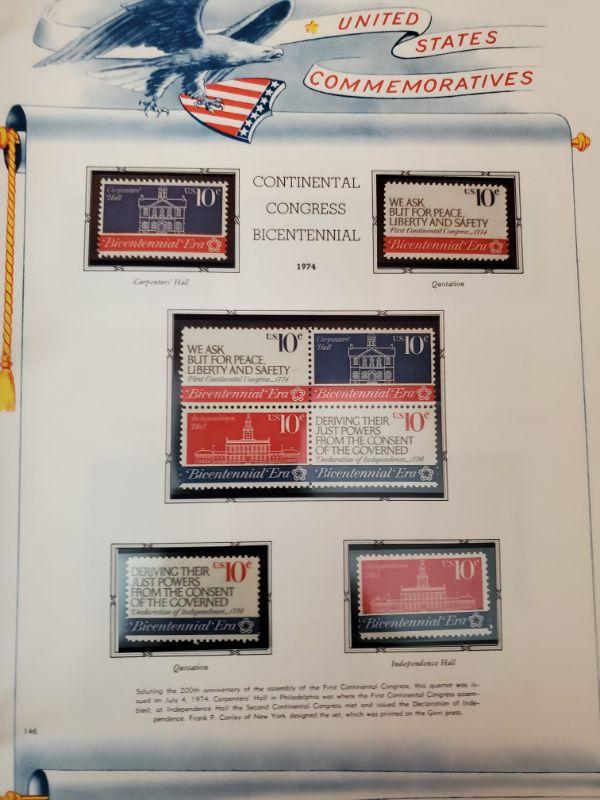 UNITED
STATES
COMMEMORATIVES
CONTINENTAL
CONGRESS
BICENTENNIAL
1974
Carpenters'
Hall
U.S. 10c
Bicentennial Era
Carpenters' Hall
U.S. 10c
WE ASK
BUT FOR PEACE,
LIBERTY AND SAFETY
First Continental Congress—1774
Bicentennial Era
Quotation
U.S. 10c
WE ASK
BUT FOR PEACE,
LIBERTY AND SAFETY
First Continental Congress—1774
Bicentennial Era
Carpenters'
Hall
U.S. 10c
Bicentennial Era
Independence
Hall
U.S. 10c
Bicentennial Era
U.S. 10c
DERIVING THEIR
JUST POWERS
FROM THE CONSENT
OF THE GOVERNED
Declaration of Independence—1776
Bicentennial Era
DERIVING THEIR
JUST POWERS
FROM THE CONSENT
OF THE GOVERNED
Declaration of Independence—1776
U.S. 10c
Bicentennial Era
Quotation
Independence
Hall
U.S. 10c
Bicentennial Era
Independence Hall
Saluting the 200th anniversary of the assembly of the First Continental Congress, this quartet was is-
sued on July 4, 1974. Carpenters' Hall in Philadelphia was where the First Continental Congress assem-
bled; at Independence Hall the Second Continental Congress met and issued the Declaration of Inde-
pendence. Frank P. Conley of New York designed the set, which was printed on the Giori press.
146